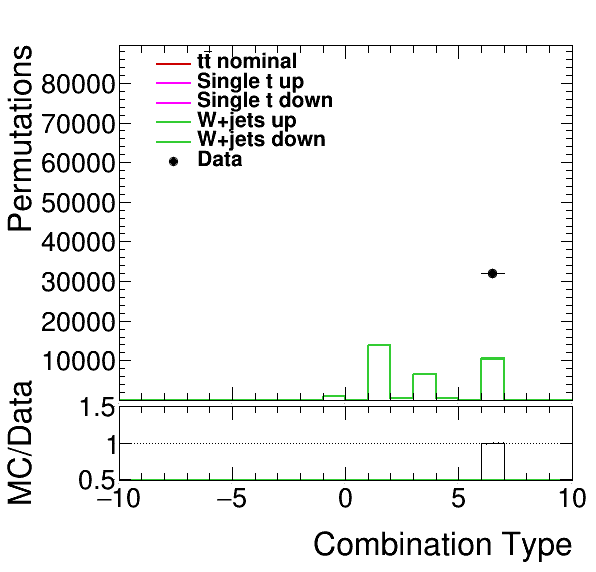 tt̄ nominal
Single t up
Single t down
W+jets up
W+jets down
Data
Permutations
80000
70000
60000
50000
40000
30000
20000
10000
MC/Data
1.5
1
0.5
−10
−5
0
5
10
Combination Type